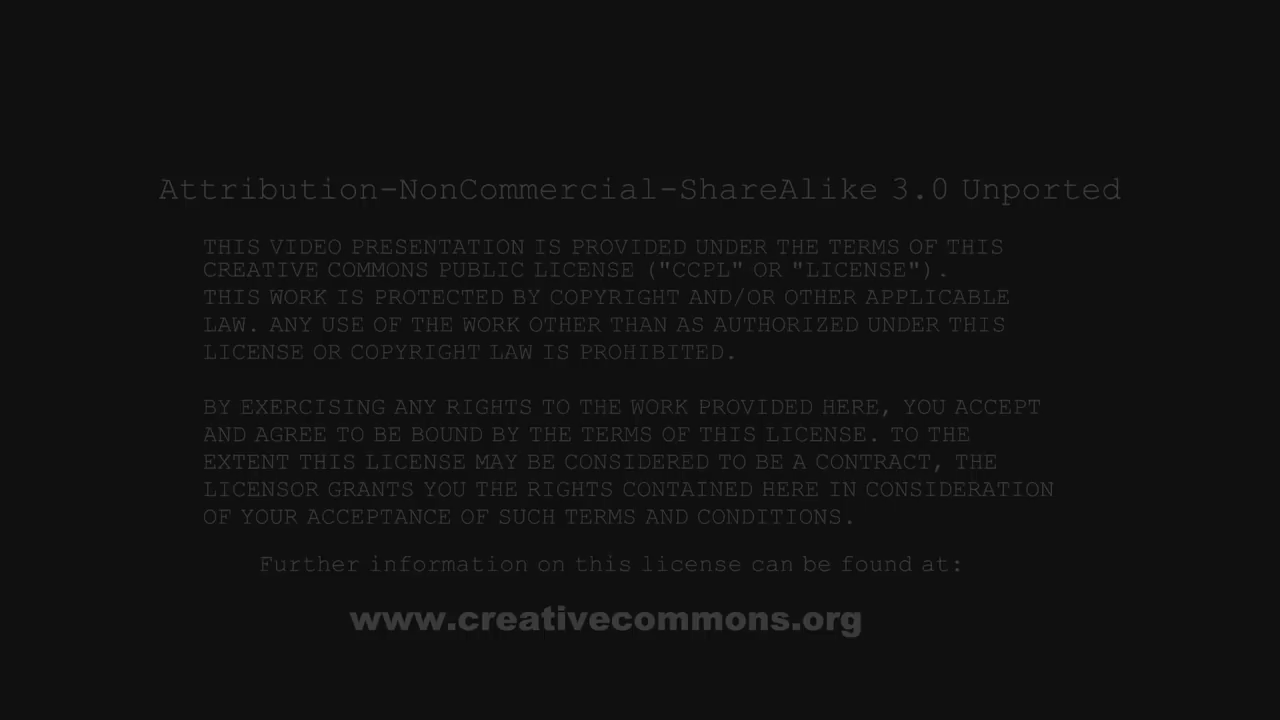 Attribution-NonCommercial-ShareAlike 3.0 Unported
THIS VIDEO PRESENTATION IS PROVIDED UNDER THE TERMS OF THIS
CREATIVE COMMONS PUBLIC LICENSE ("CCPL" OR "LICENSE").
THIS WORK IS PROTECTED BY COPYRIGHT AND/OR OTHER APPLICABLE
LAW. ANY USE OF THE WORK OTHER THAN AS AUTHORIZED UNDER THIS
LICENSE OR COPYRIGHT LAW IS PROHIBITED.
BY EXERCISING ANY RIGHTS TO THE WORK PROVIDED HERE, YOU ACCEPT
AND AGREE TO BE BOUND BY THE TERMS OF THIS LICENSE. TO THE
EXTENT THIS LICENSE MAY BE CONSIDERED TO BE A CONTRACT, THE
LICENSOR GRANTS YOU THE RIGHTS CONTAINED HERE IN CONSIDERATION
OF YOUR ACCEPTANCE OF SUCH TERMS AND CONDITIONS.
Further information on this license can be found at:
www.creativecommons.org